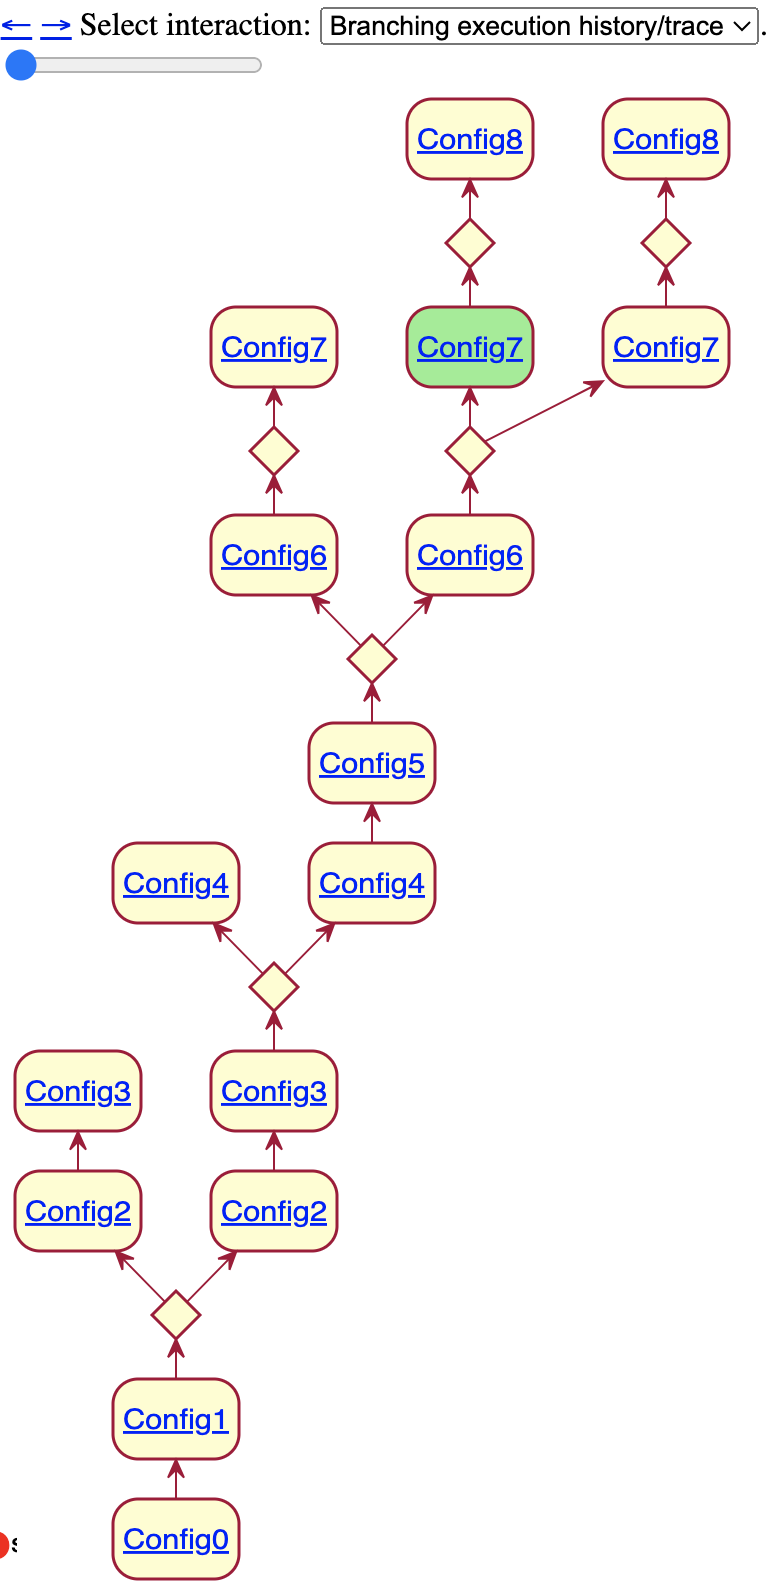 ← → Select interaction: Branching execution history/trace .
Config8 Config8
Config7 Config7 Config7
Config6 Config6
Config5
Config4 Config4
Config3 Config3
Config2 Config2
Config1
Config0